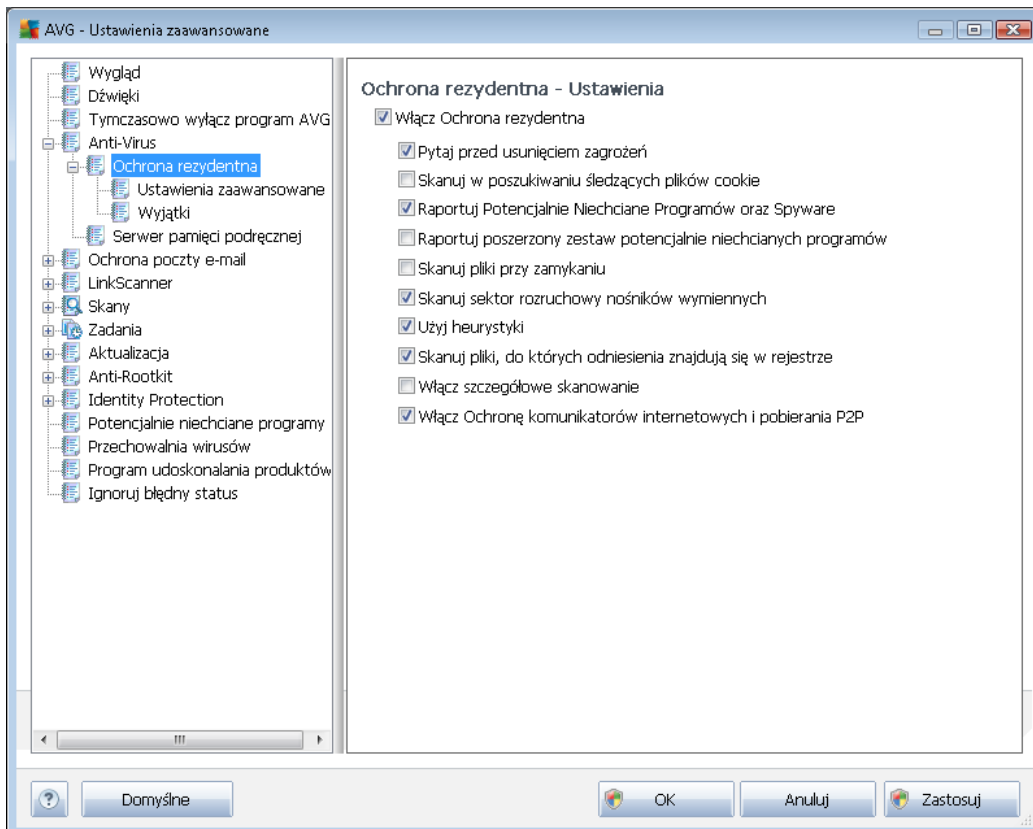 AVG - Ustawienia zaawansowane
Wygląd
Dźwięki
Tymczasowo wyłącz program AVG
Anti-Virus
Ochrona rezydentna
Ustawienia zaawansowane
Wyjątki
Serwer pamięci podręcznej
Ochrona poczty e-mail
LinkScanner
Skany
Zadania
Aktualizacja
Anti-Rootkit
Identity Protection
Potencjalnie niechciane programy
Przechowalnia wirusów
Program udoskonalania produktów
Ignoruj błędny status
Ochrona rezydentna - Ustawienia
Włącz Ochrona rezydentna
Pytaj przed usunięciem zagrożeń
Skanuj w poszukiwaniu śledzących plików cookie
Raportuj Potencjalnie Niechciane Programów oraz Spyware
Raportuj poszerzony zestaw potencjalnie niechcianych programów
Skanuj pliki przy zamykaniu
Skanuj sektor rozruchowy nośników wymiennych
Użyj heurystyki
Skanuj pliki, do których odniesienia znajdują się w rejestrze
Włącz szczegółowe skanowanie
Włącz Ochronę komunikatorów internetowych i pobierania P2P
? Domyślne OK Anuluj Zastosuj